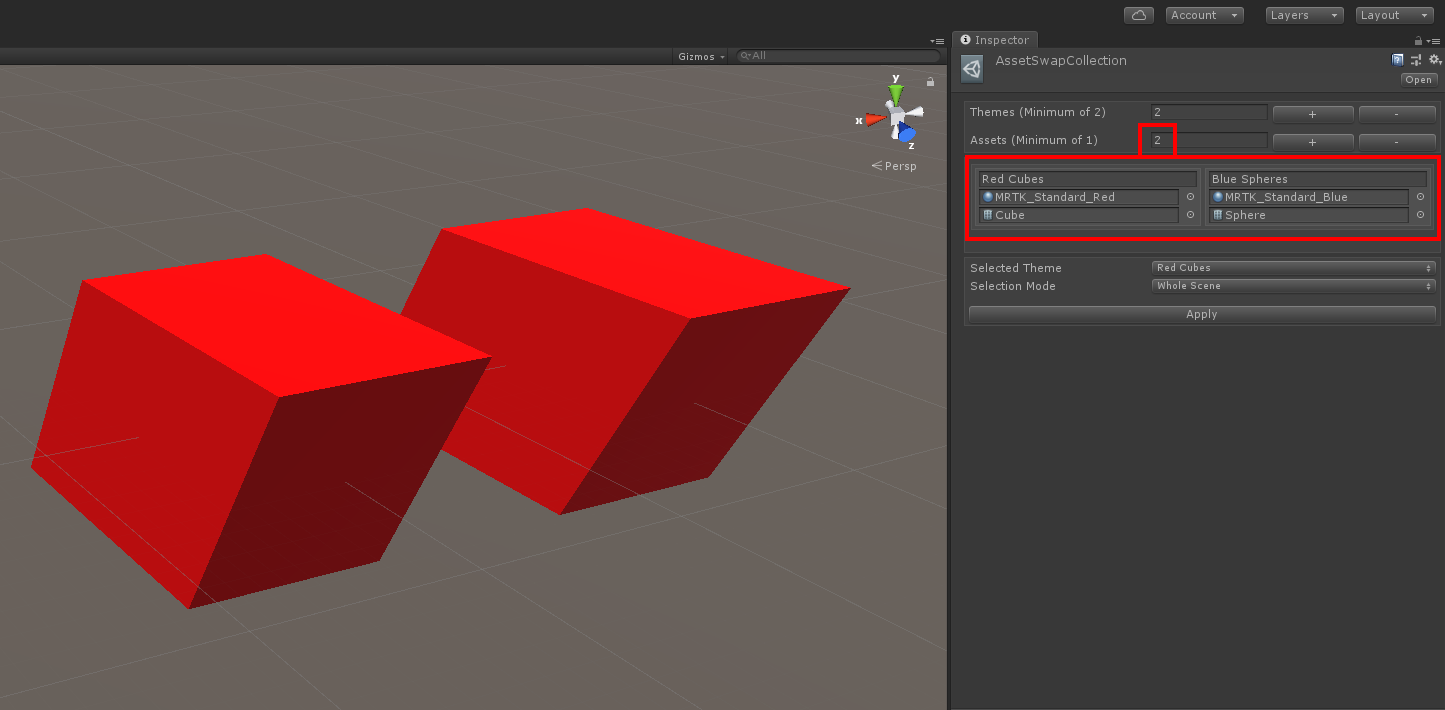 Account Layers Layout
Inspector
Gizmos All
AssetSwapCollection
Open
y
x
z
Persp
Themes (Minimum of 2) 2 + -
Assets (Minimum of 1) 2 + -
Red Cubes Blue Spheres
MRTK_Standard_Red MRTK_Standard_Blue
Cube Sphere
Selected Theme Red Cubes
Selection Mode Whole Scene
Apply